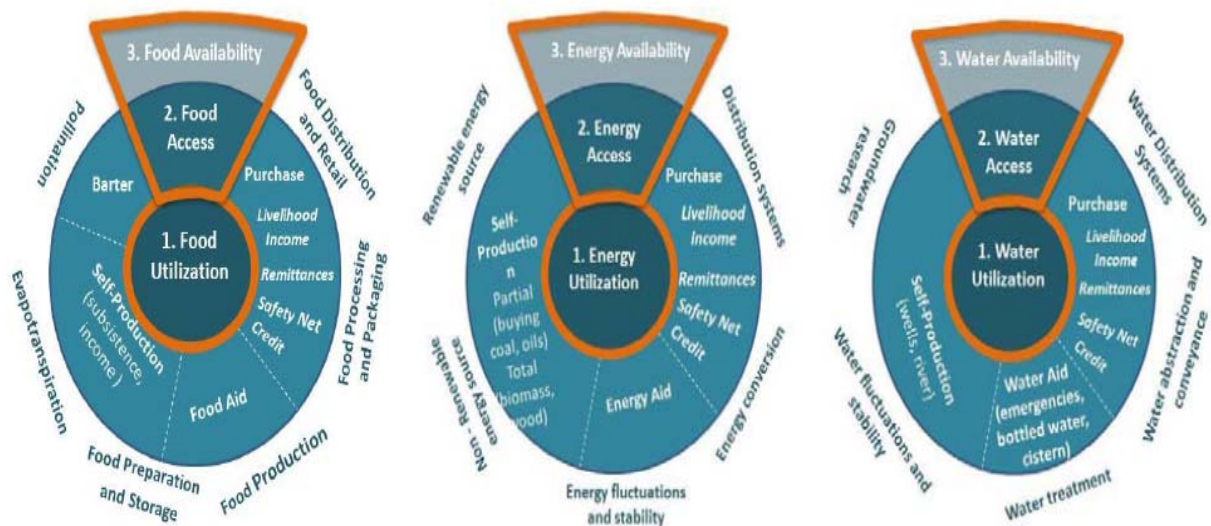 3. Food Availability
2. Food
Access
Barter
Purchase
Livelihood
Income
Remittances
Safety Net
Credit
Food Aid
Self-Production
(subsistence,
income)
1. Food
Utilization
Pollination
Food Distribution
and Retail
Food Processing
and Packaging
Food Production
Food Preparation
and Storage
Evapotranspiration
3. Energy Availability
2. Energy
Access
Purchase
Livelihood
Income
Remittances
Safety Net
Credit
Energy Aid
Self-
Productio
n
Partial
(buying
coal, oils)
Total
(biomass,
wood)
1. Energy
Utilization
Renewable energy
source
Distribution systems
Energy conversion
Energy fluctuations
and stability
Non - Renewable
energy source
3. Water Availability
2. Water
Access
Purchase
Livelihood
Income
Remittances
Safety Net
Credit
Water Aid
(emergencies,
bottled water,
cistern)
Self-Production
(wells, river)
1. Water
Utilization
Groundwater
research
Water Distribution
Systems
Water abstraction and
conveyance
Water treatment
Water fluctuations and
stability